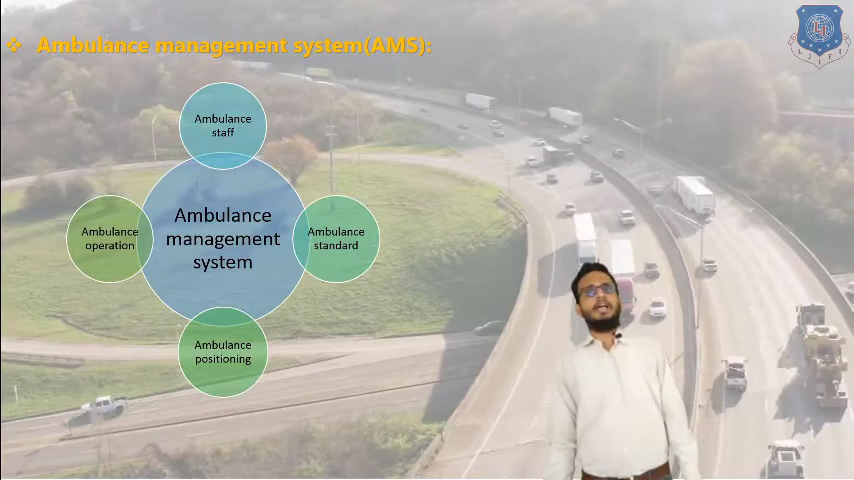 ❖ Ambulance management system(AMS):
Ambulance
staff
Ambulance
operation
Ambulance
management
system
Ambulance
standard
Ambulance
positioning